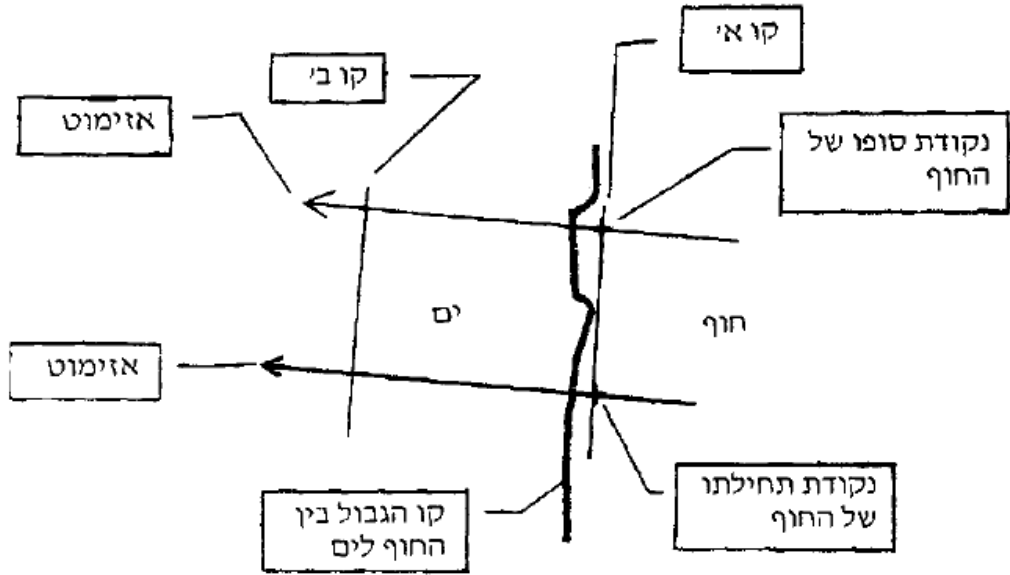 קו א'
קו ב'
אזימוט
נקודת סופו של
החוף
ים
חוף
אזימוט
נקודת תחילתו
של החוף
קו הגבול בין
החוף לים